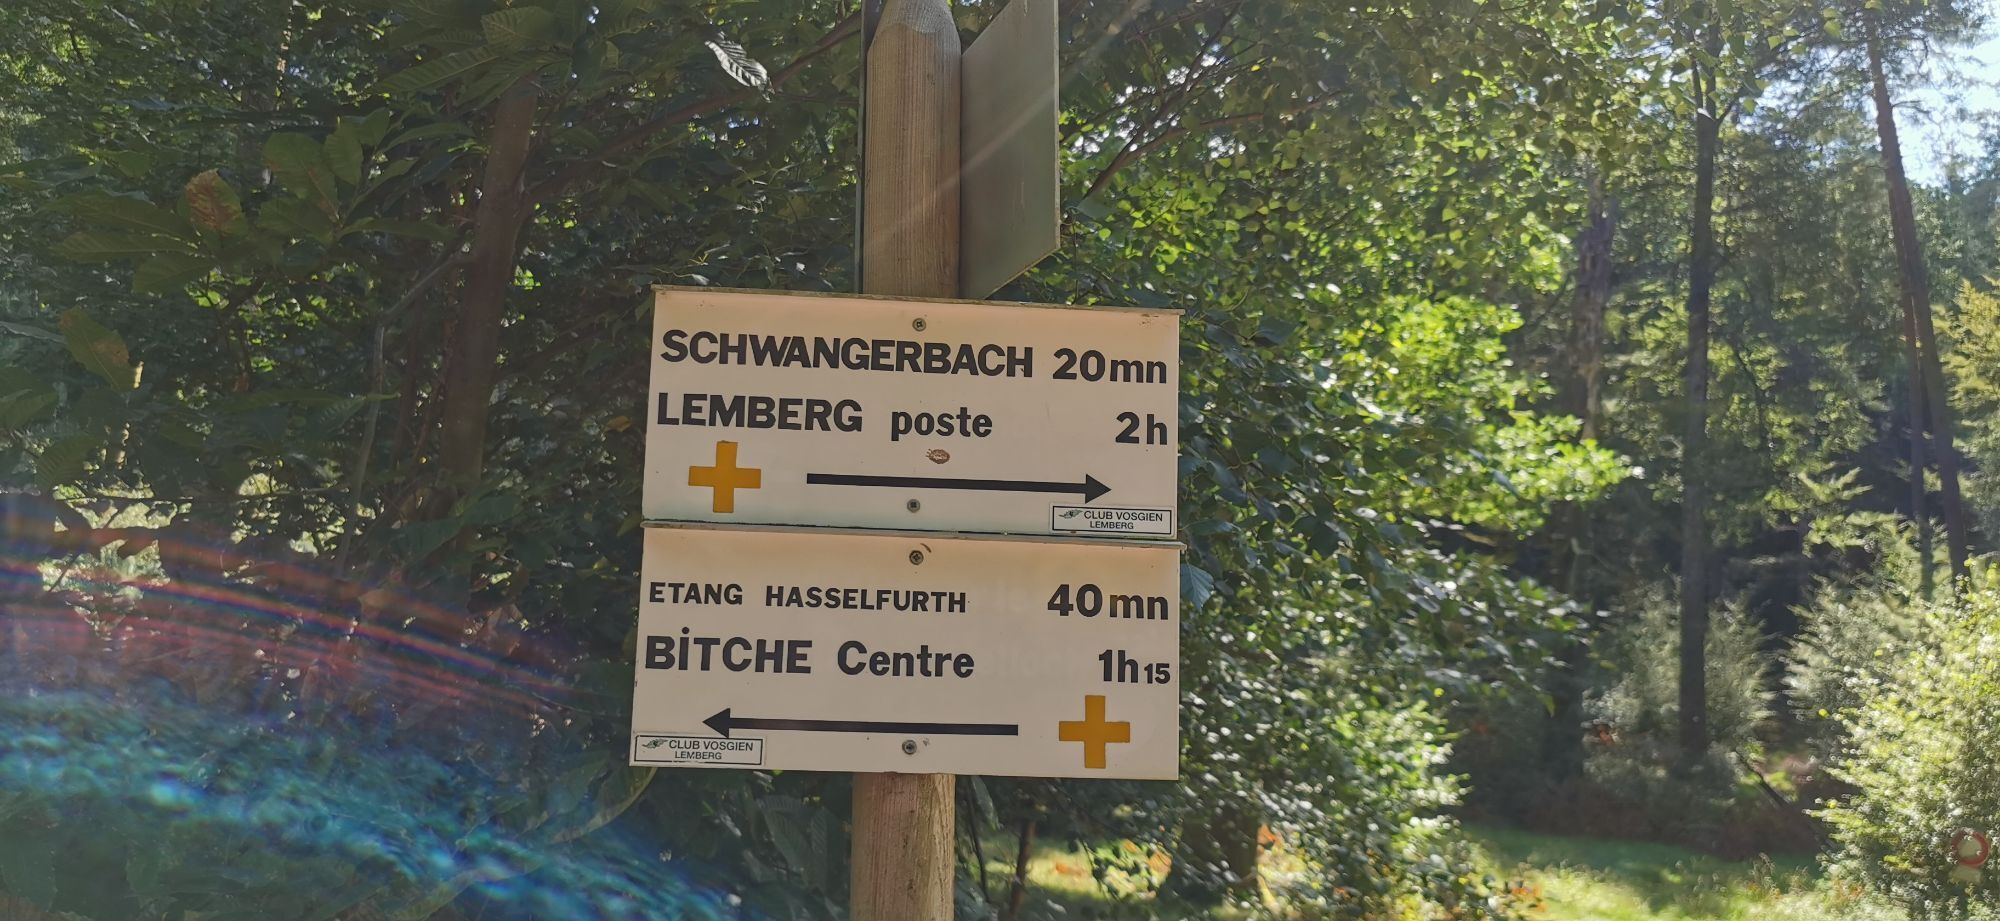 SCHWANGERBACH 20mn
LEMBERG poste 2h
CLUB VOSGIEN
LEMBERG
ETANG HASSELFURTH 40mn
BİTCHE Centre 1h15
CLUB VOSGIEN
LEMBERG